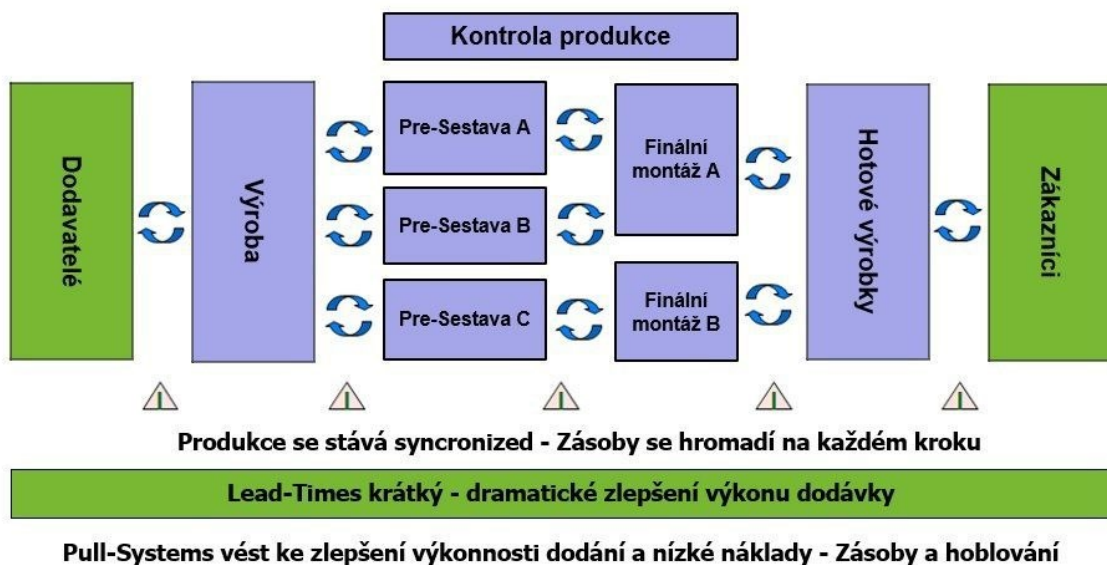 Kontrola produkce
Dodavatelé
Výroba
Pre-Sestava A
Pre-Sestava B
Pre-Sestava C
Finální
montáž A
Finální
montáž B
Hotové výrobky
Zákazníci
I
I
I
I
I
Produkce se stává syncronized - Zásoby se hromadí na každém kroku
Lead-Times krátký - dramatické zlepšení výkonu dodávky
Pull-Systems vést ke zlepšení výkonnosti dodání a nízké náklady - Zásoby a hoblování